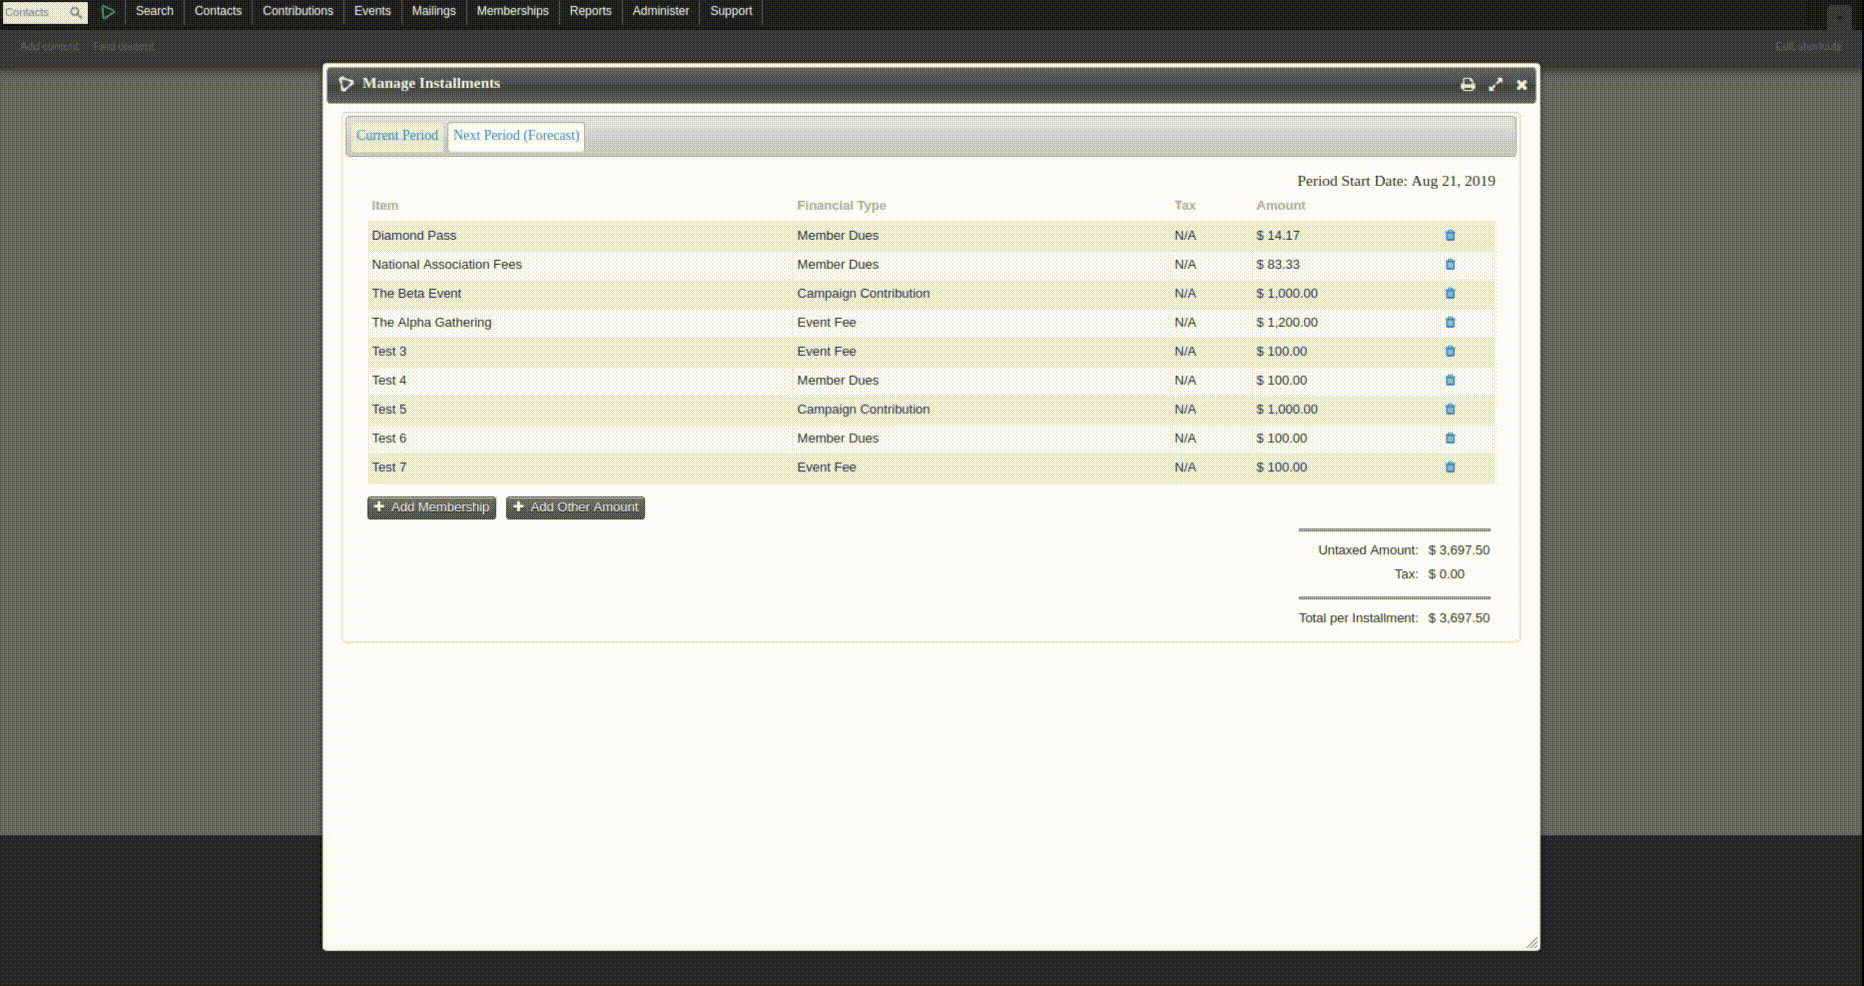 Contacts Search Contacts Contributions Events Mailings Memberships Reports Administer Support
Add content Find content Edit shortcuts
Manage Installments
Current Period Next Period (Forecast)
Period Start Date: Aug 21, 2019
Item Financial Type Tax Amount
Diamond Pass Member Dues N/A $ 14.17
National Association Fees Member Dues N/A $ 83.33
The Beta Event Campaign Contribution N/A $ 1,000.00
The Alpha Gathering Event Fee N/A $ 1,200.00
Test 3 Event Fee N/A $ 100.00
Test 4 Member Dues N/A $ 100.00
Test 5 Campaign Contribution N/A $ 1,000.00
Test 6 Member Dues N/A $ 100.00
Test 7 Event Fee N/A $ 100.00
Add Membership Add Other Amount
Untaxed Amount: $ 3,697.50
Tax: $ 0.00
Total per Installment: $ 3,697.50